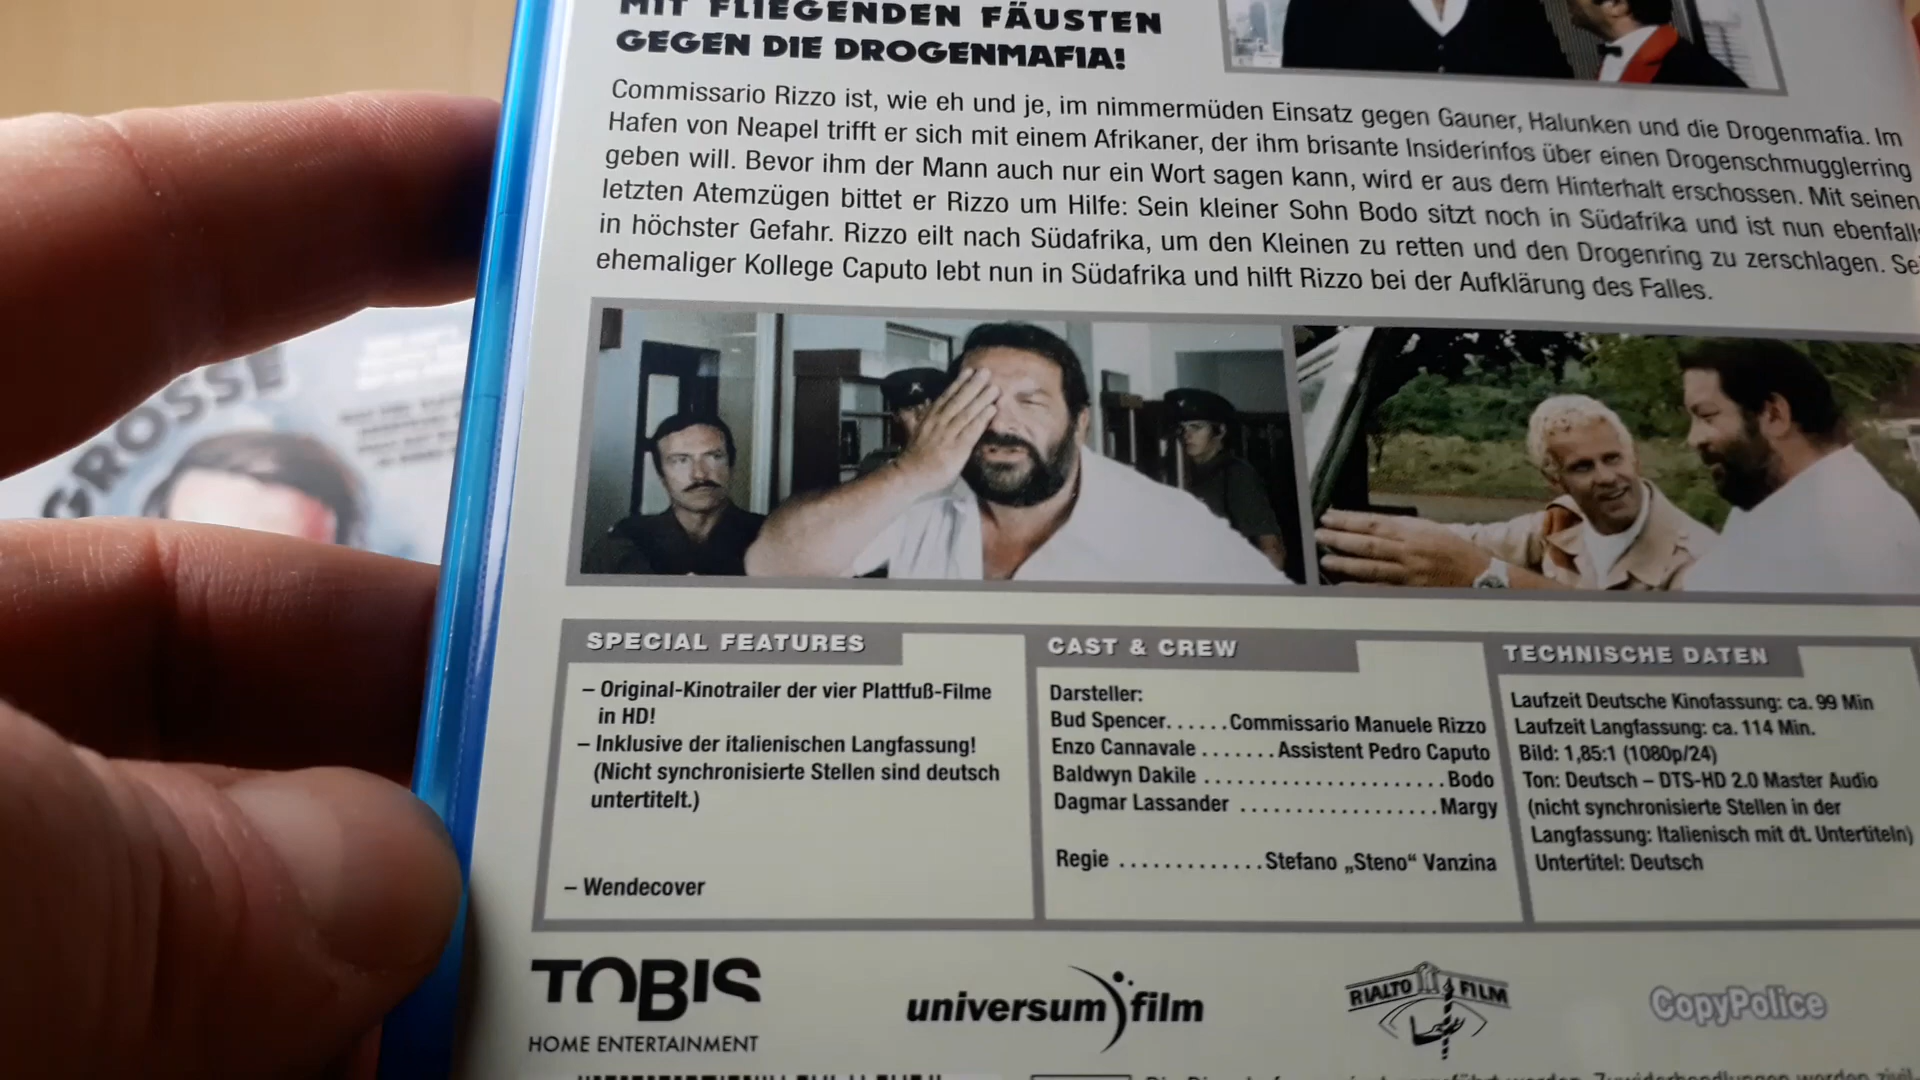 MIT FLIEGENDEN FÄUSTEN
GEGEN DIE DROGENMAFIA!
Commissario Rizzo ist, wie eh und je, im nimmermüden Einsatz gegen Gauner, Halunken und die Drogenmafia. Im
Hafen von Neapel trifft er sich mit einem Afrikaner, der ihm brisante Insiderinfos über einen Drogenschmugglerring
geben will. Bevor ihm der Mann auch nur ein Wort sagen kann, wird er aus dem Hinterhalt erschossen. Mit seinen
letzten Atemzügen bittet er Rizzo um Hilfe: Sein kleiner Sohn Bodo sitzt noch in Südafrika und ist nun ebenfalls
in höchster Gefahr. Rizzo eilt nach Südafrika, um den Kleinen zu retten und den Drogenring zu zerschlagen.
ehemaliger Kollege Caputo lebt nun in Südafrika und hilft Rizzo bei der Aufklärung des Falles.
GROSSE
SPECIAL FEATURES
– Original-Kinotrailer der vier Plattfuß-Filme
in HD!
– Inklusive der italienischen Langfassung!
(Nicht synchronisierte Stellen sind deutsch
untertitelt.)
– Wendecover
CAST & CREW
Darsteller:
Bud Spencer......Commissario Manuele Rizzo
Enzo Cannavale.......Assistent Pedro Caputo
Baldwyn Dakile......................Bodo
Dagmar Lassander..................Margy
Regie.............Stefano „Steno“ Vanzina
TECHNISCHE DATEN
Laufzeit Deutsche Kinofassung: ca. 99 Min
Laufzeit Langfassung: ca. 114 Min.
Bild: 1,85:1 (1080p/24)
Ton: Deutsch – DTS-HD 2.0 Master Audio
(nicht synchronisierte Stellen in der
Langfassung: Italienisch mit dt. Untertiteln)
Untertitel: Deutsch
TOBIS
HOME ENTERTAINMENT
universum film
RIALTO FILM
CopyPolice